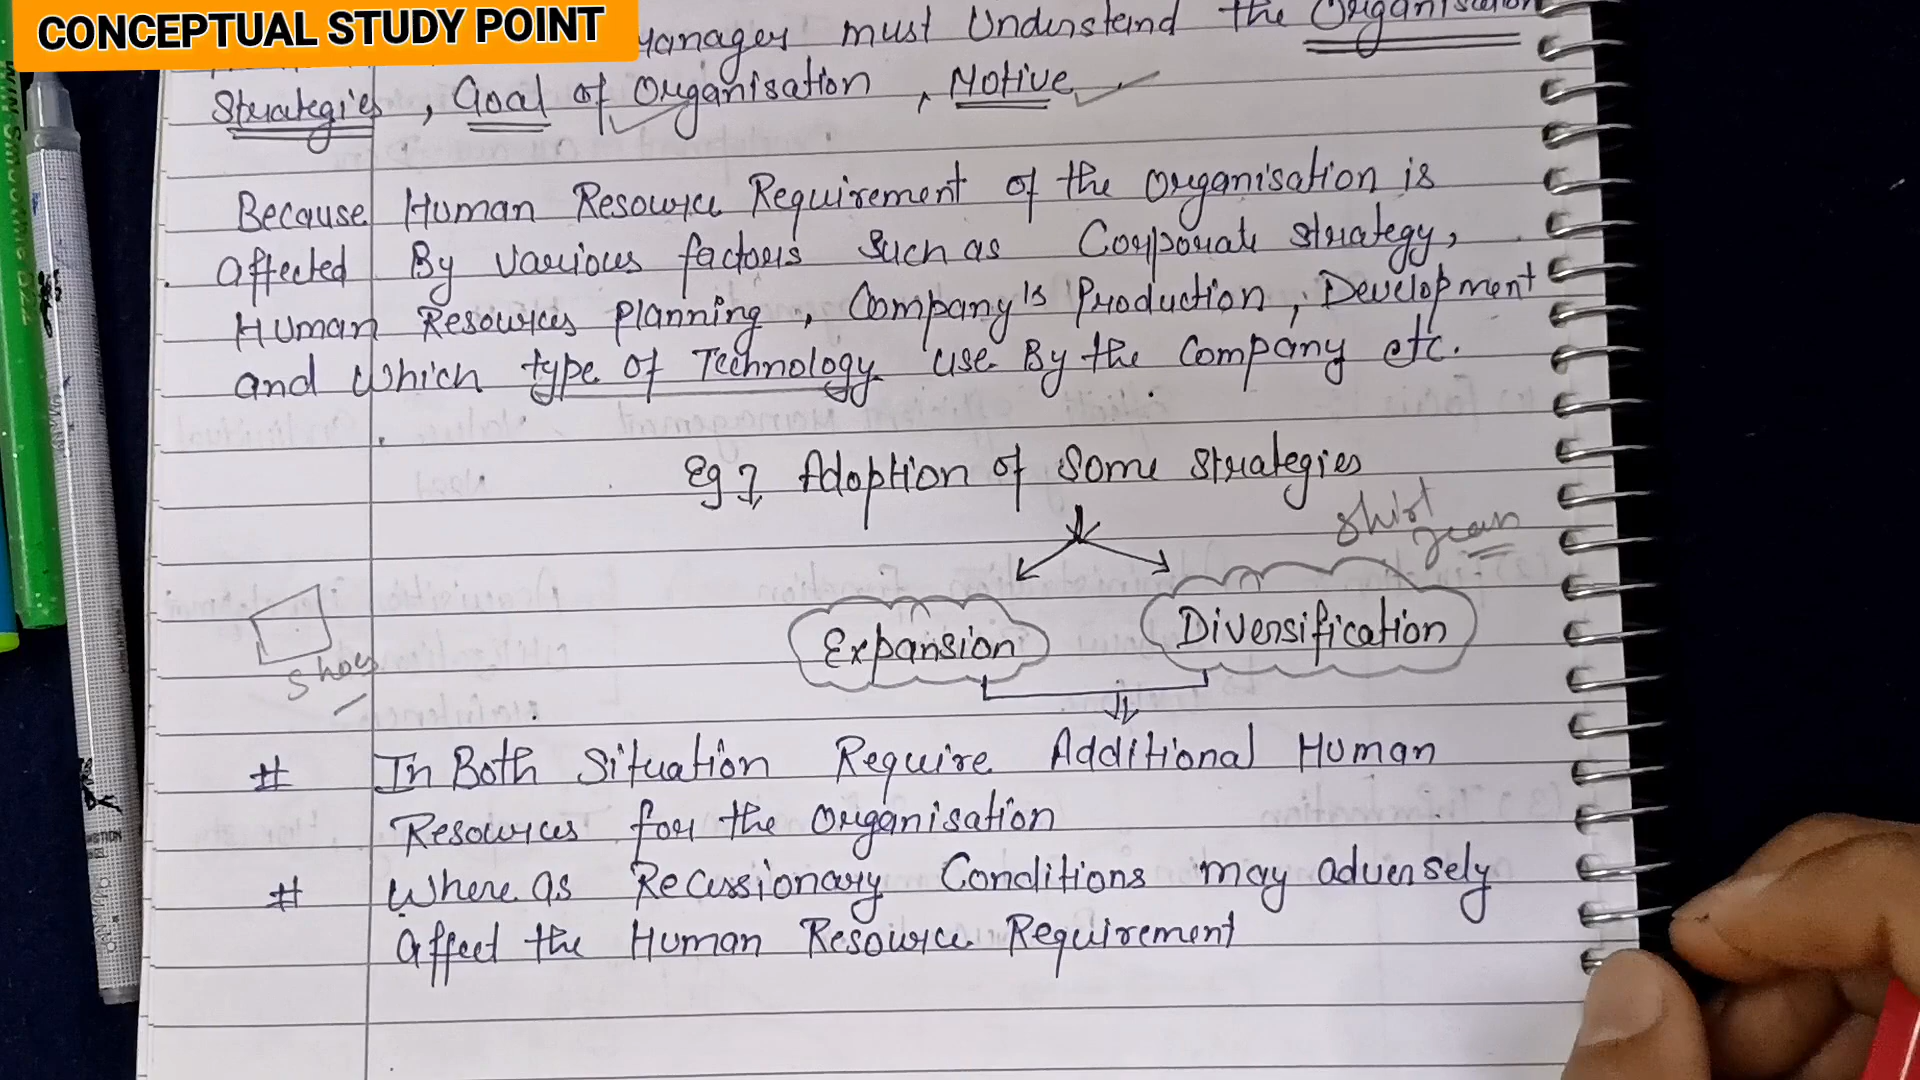 CONCEPTUAL STUDY POINT
Manager must Understand the Organisation
Strategies, Goal of Organisation, Motive
Because Human Resource Requirement of the Organisation is
affected By various factors such as Corporate strategy,
Human Resources planning, Company's Production, Development
and which type of Technology use By the Company etc.
Eg Adoption of Some Strategies
Shirt
Jean
Expansion Diversification
Shoes
# In Both Situation Require Additional Human
Resources for the Organisation
# Where as Recessionary Conditions may adversely
affect the Human Resource Requirement